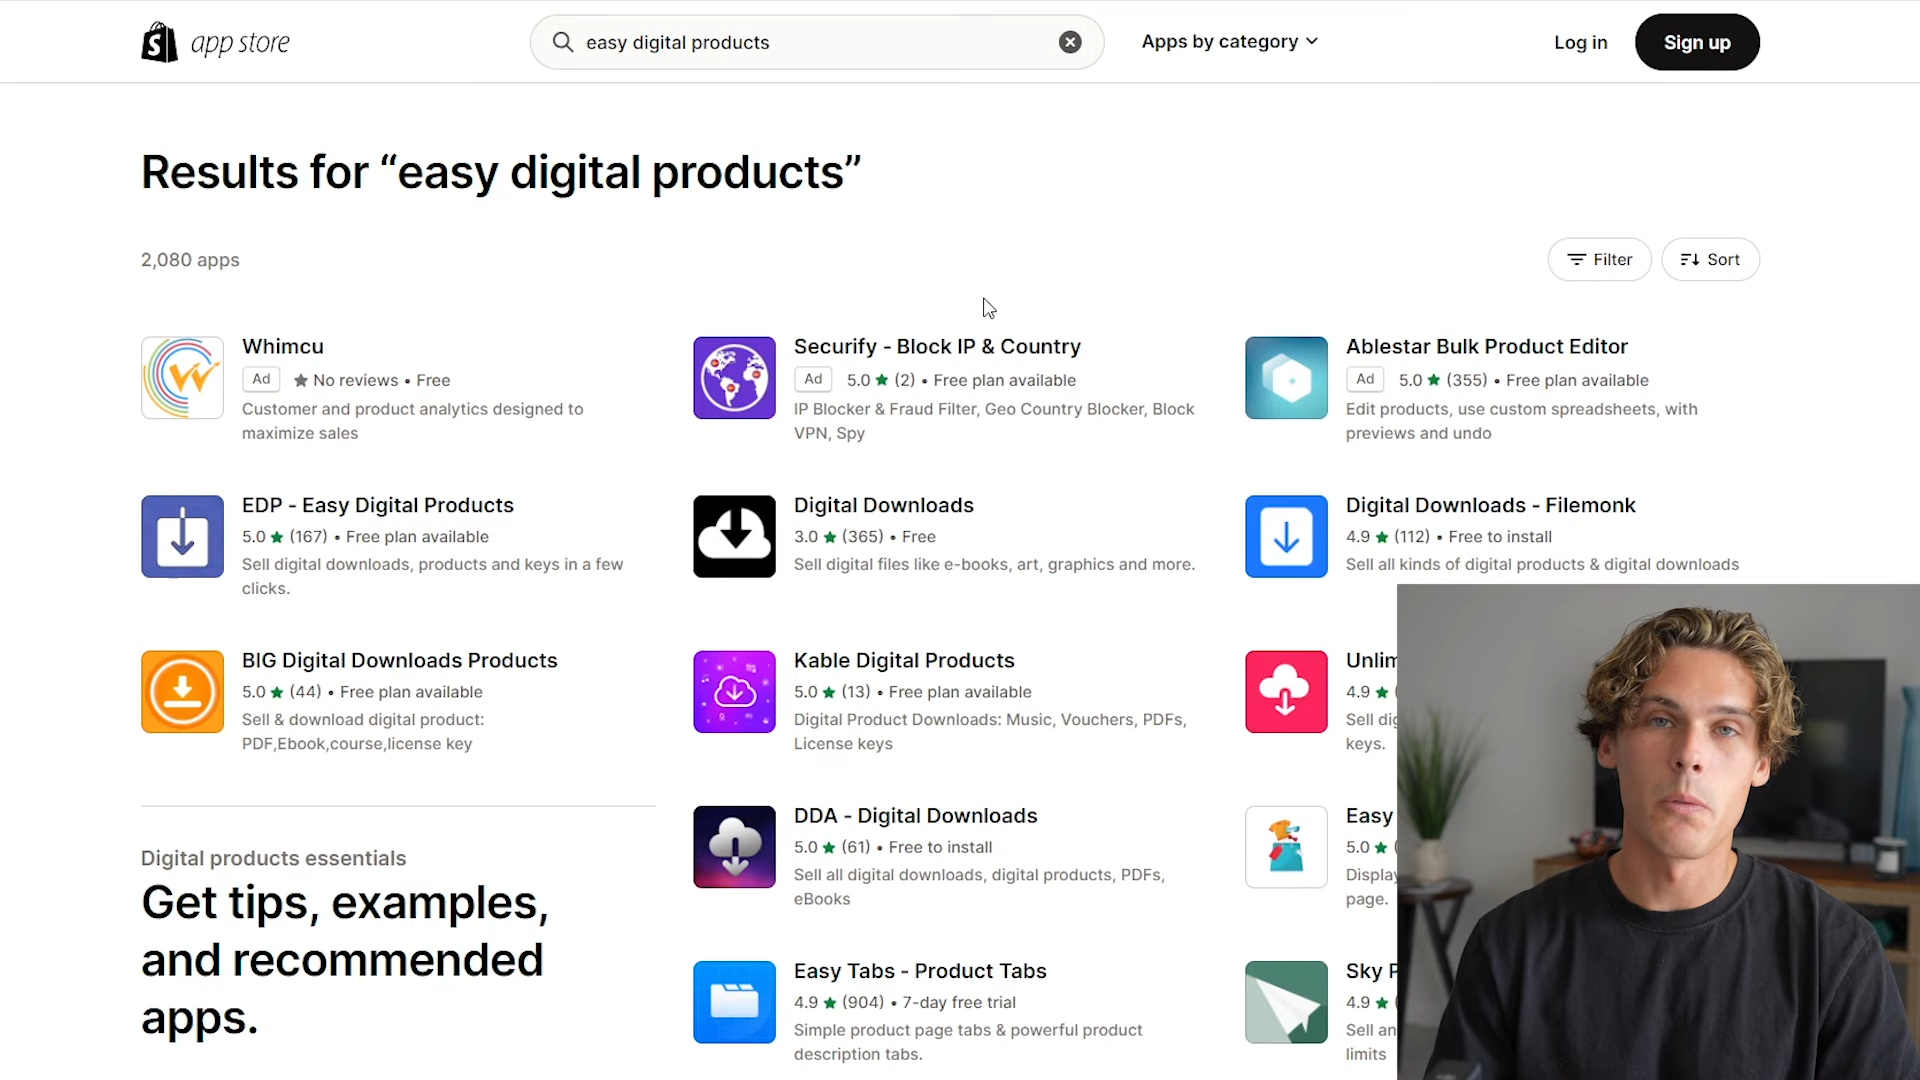 app store
easy digital products
Apps by category
Log in
Sign up
Results for “easy digital products”
2,080 apps
Filter
Sort
Whimcu
Ad No reviews • Free
Customer and product analytics designed to
maximize sales
Securify - Block IP & Country
Ad 5.0 ★ (2) • Free plan available
IP Blocker & Fraud Filter, Geo Country Blocker, Block
VPN, Spy
Ablestar Bulk Product Editor
Ad 5.0 ★ (355) • Free plan available
Edit products, use custom spreadsheets, with
previews and undo
EDP - Easy Digital Products
5.0 ★ (167) • Free plan available
Sell digital downloads, products and keys in a few
clicks.
Digital Downloads
3.0 ★ (365) • Free
Sell digital files like e-books, art, graphics and more.
Digital Downloads - Filemonk
4.9 ★ (112) • Free to install
Sell all kinds of digital products & digital downloads
BIG Digital Downloads Products
5.0 ★ (44) • Free plan available
Sell & download digital product:
PDF,Ebook,course,license key
Kable Digital Products
5.0 ★ (13) • Free plan available
Digital Product Downloads: Music, Vouchers, PDFs,
License keys
Unlim
4.9 ★ (
Sell dig
keys.
Digital products essentials
Get tips, examples,
and recommended
apps.
DDA - Digital Downloads
5.0 ★ (61) • Free to install
Sell all digital downloads, digital products, PDFs,
eBooks
Easy
5.0 ★ (
Display
page.
Easy Tabs - Product Tabs
4.9 ★ (904) • 7-day free trial
Simple product page tabs & powerful product
description tabs.
Sky P
4.9 ★ (
Sell an
limits